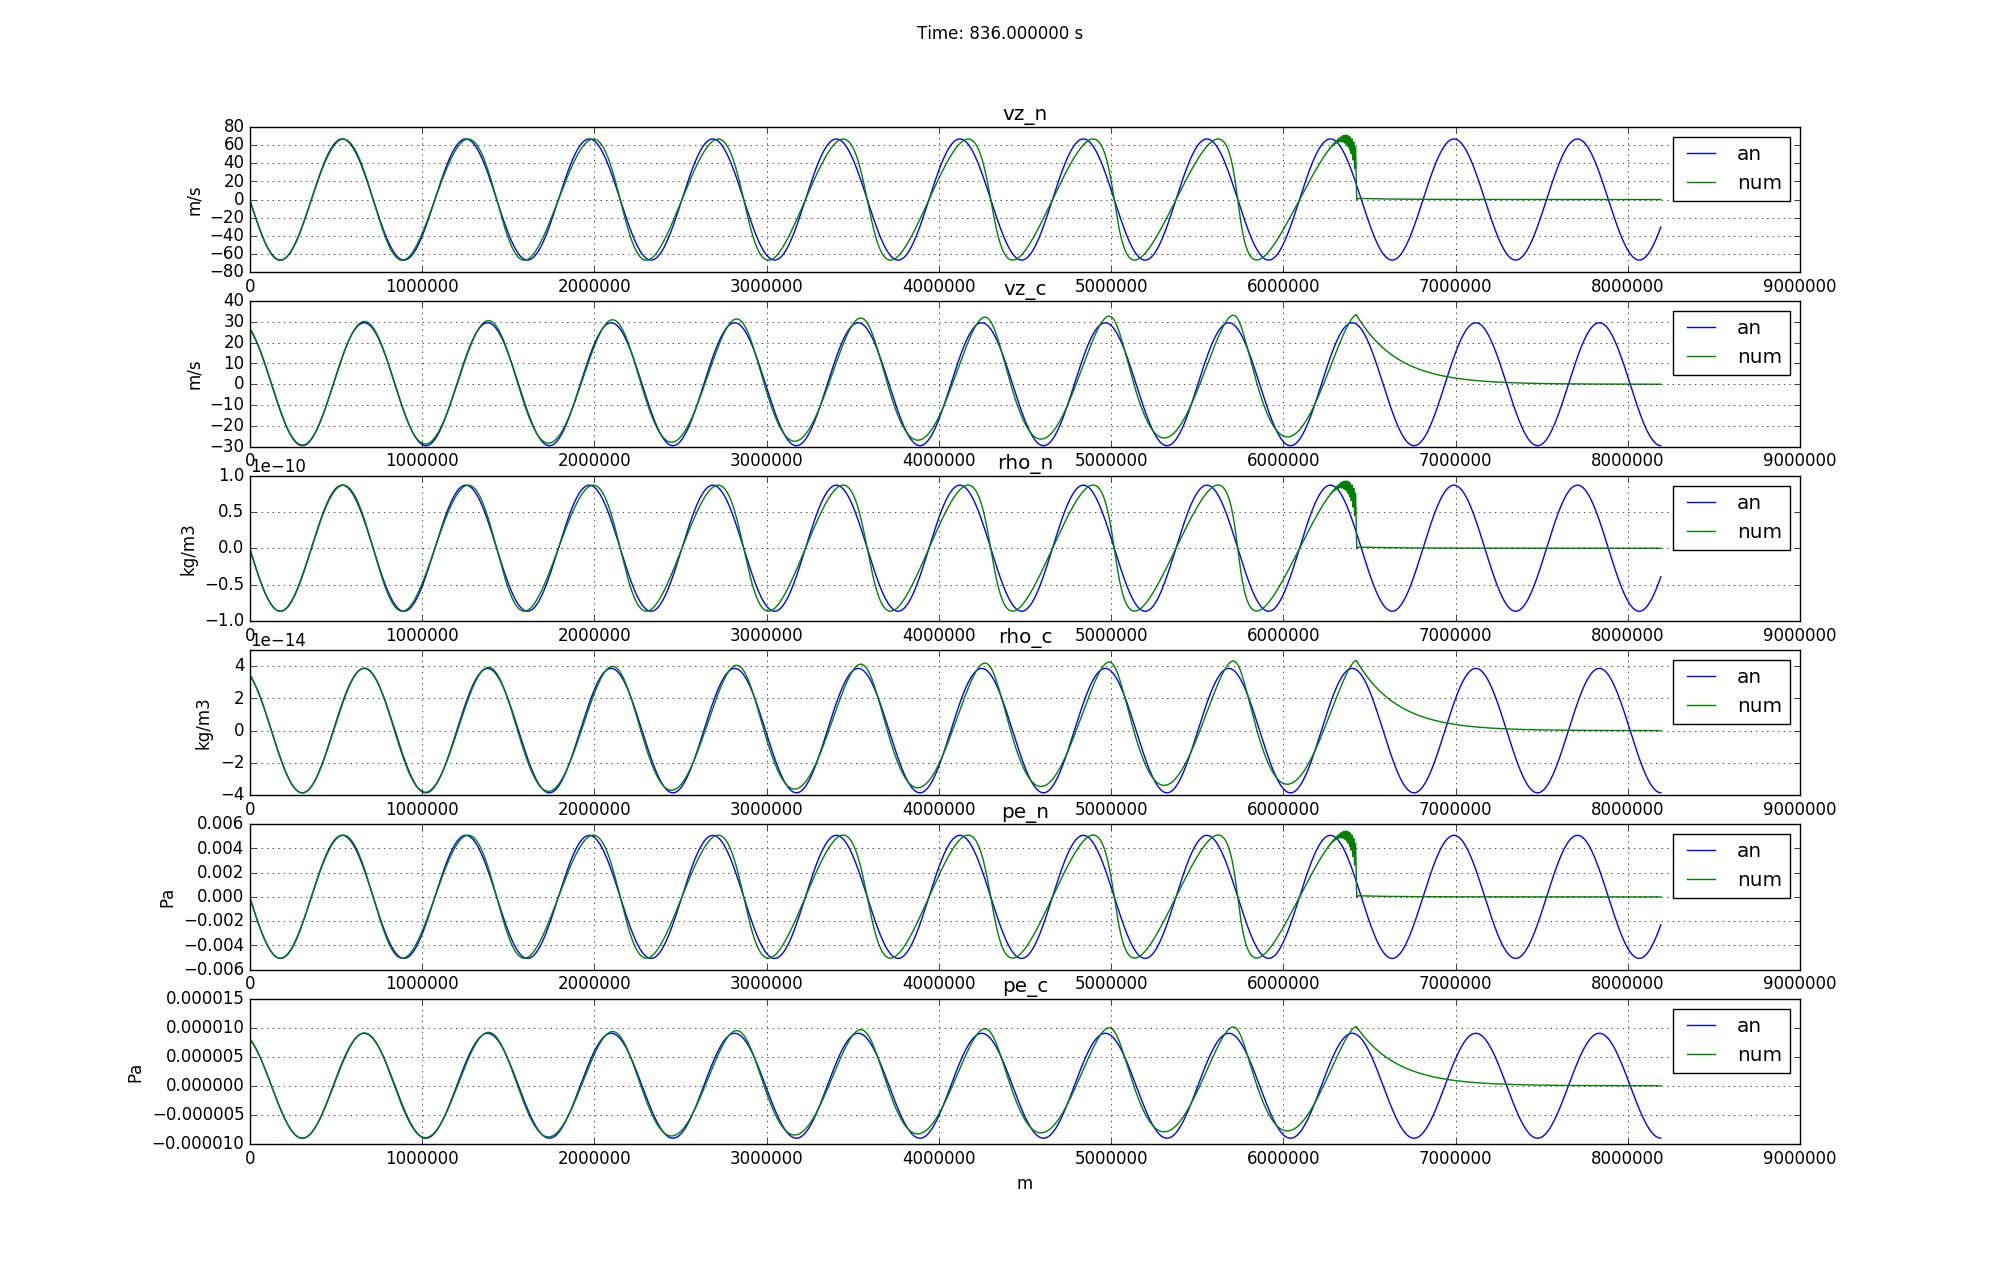 Time: 836.000000 s
vz_n
80
60
40
20
0
−20
−40
−60
−80
m/s
an
num
0 1000000 2000000 3000000 4000000 5000000 6000000 7000000 8000000 9000000
vz_c
40
30
20
10
0
−10
−20
−30
m/s
an
num
0 1000000 2000000 3000000 4000000 5000000 6000000 7000000 8000000 9000000
1e−10
rho_n
1.0
0.5
0.0
−0.5
−1.0
kg/m3
an
num
0 1000000 2000000 3000000 4000000 5000000 6000000 7000000 8000000 9000000
1e−14
rho_c
4
2
0
−2
−4
kg/m3
an
num
0 1000000 2000000 3000000 4000000 5000000 6000000 7000000 8000000 9000000
pe_n
0.006
0.004
0.002
0.000
−0.002
−0.004
−0.006
Pa
an
num
0 1000000 2000000 3000000 4000000 5000000 6000000 7000000 8000000 9000000
pe_c
0.000015
0.000010
0.000005
0.000000
−0.000005
−0.000010
Pa
an
num
0 1000000 2000000 3000000 4000000 5000000 6000000 7000000 8000000 9000000
m